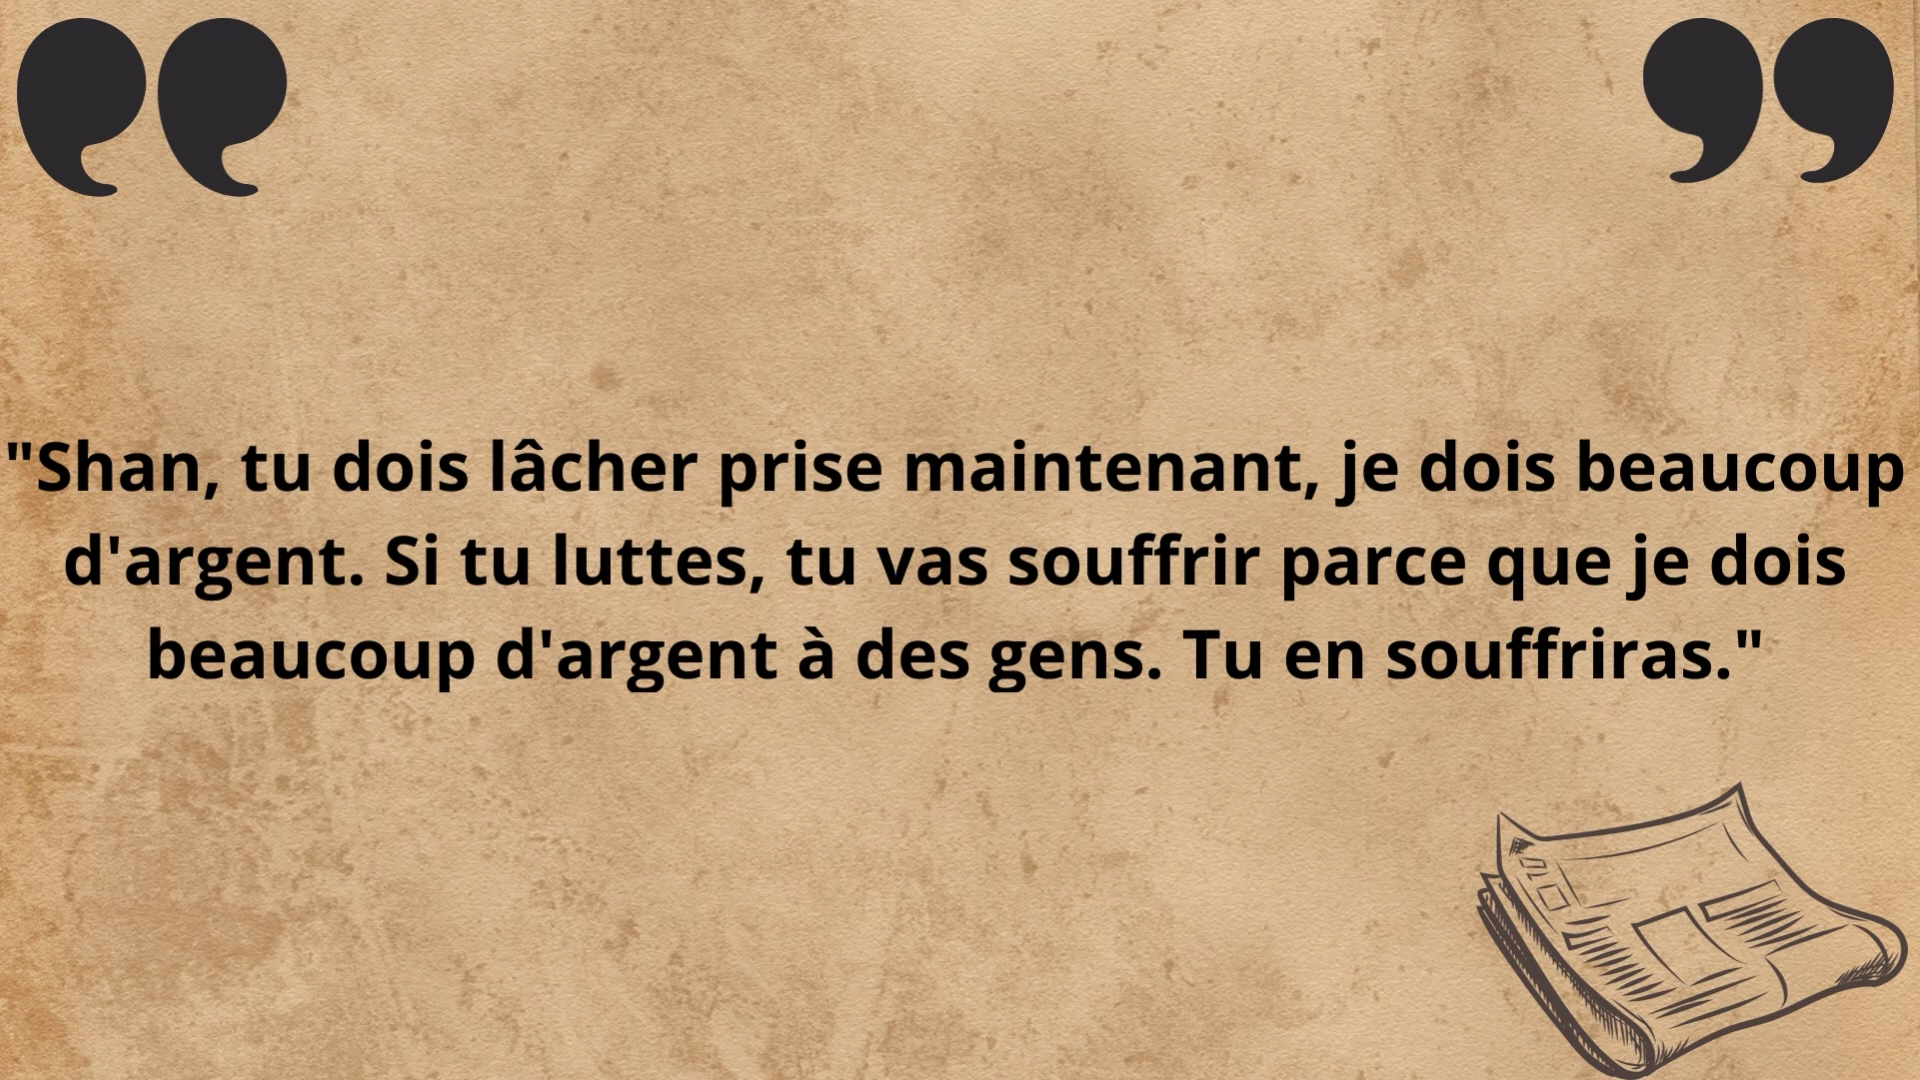 "Shan, tu dois lâcher prise maintenant, je dois beaucoup
d'argent. Si tu luttes, tu vas souffrir parce que je dois
beaucoup d'argent à des gens. Tu en souffriras."